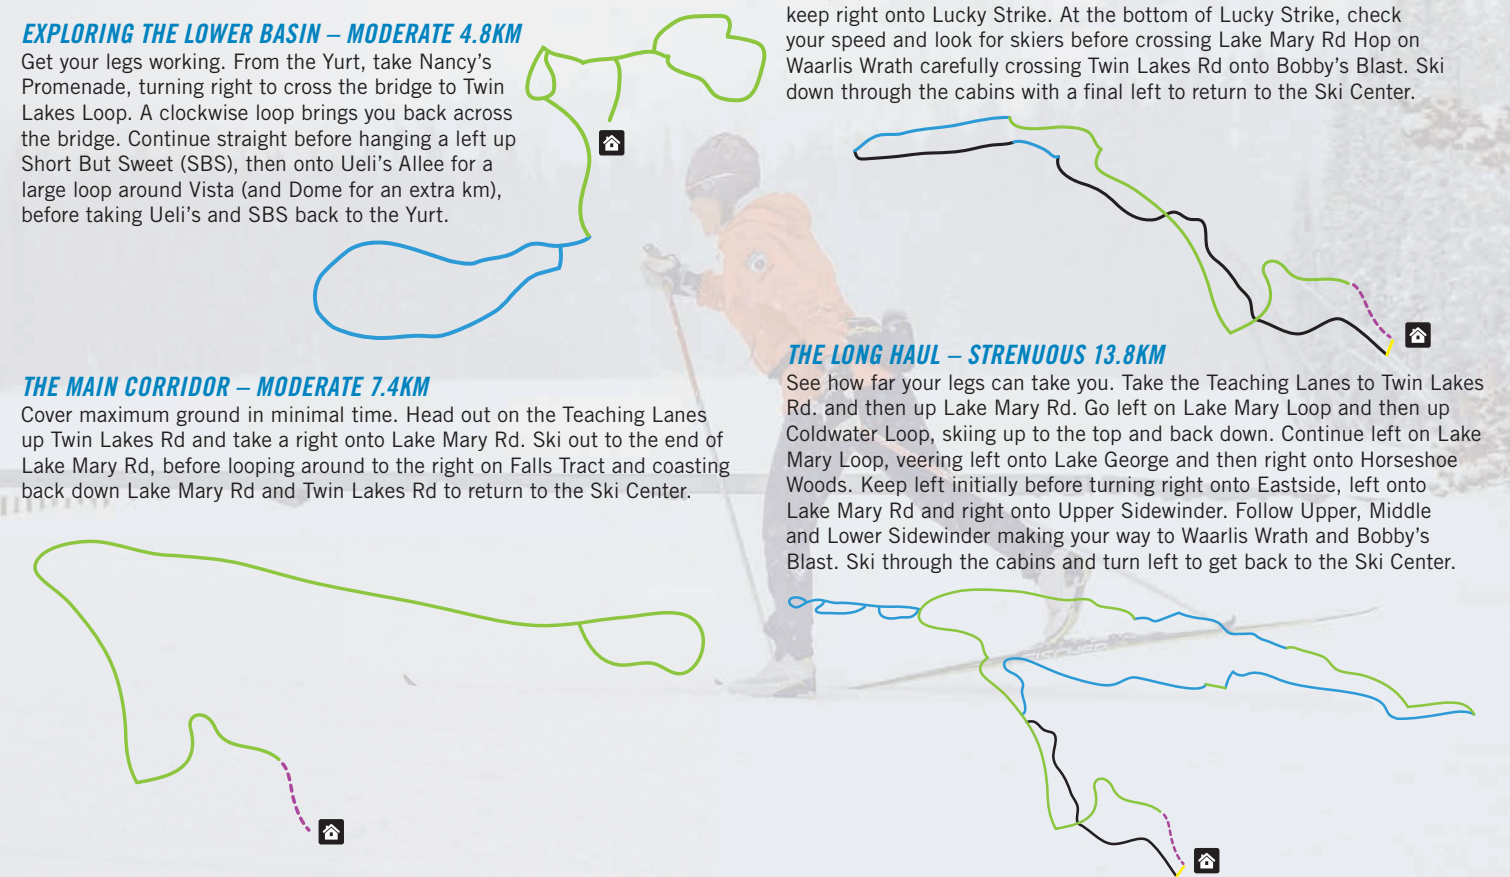 EXPLORING THE LOWER BASIN – MODERATE 4.8KM
Get your legs working. From the Yurt, take Nancy's
Promenade, turning right to cross the bridge to Twin
Lakes Loop. A clockwise loop brings you back across
the bridge. Continue straight before hanging a left up
Short But Sweet (SBS), then onto Ueli's Allee for a
large loop around Vista (and Dome for an extra km),
before taking Ueli's and SBS back to the Yurt.
THE MAIN CORRIDOR – MODERATE 7.4KM
Cover maximum ground in minimal time. Head out on the Teaching Lanes
up Twin Lakes Rd and take a right onto Lake Mary Rd. Ski out to the end of
Lake Mary Rd, before looping around to the right on Falls Tract and coasting
back down Lake Mary Rd and Twin Lakes Rd to return to the Ski Center.
keep right onto Lucky Strike. At the bottom of Lucky Strike, check
your speed and look for skiers before crossing Lake Mary Rd Hop on
Waarlis Wrath carefully crossing Twin Lakes Rd onto Bobby's Blast. Ski
down through the cabins with a final left to return to the Ski Center.
THE LONG HAUL – STRENUOUS 13.8KM
See how far your legs can take you. Take the Teaching Lanes to Twin Lakes
Rd. and then up Lake Mary Rd. Go left on Lake Mary Loop and then up
Coldwater Loop, skiing up to the top and back down. Continue left on Lake
Mary Loop, veering left onto Lake George and then right onto Horseshoe
Woods. Keep left initially before turning right onto Eastside, left onto
Lake Mary Rd and right onto Upper Sidewinder. Follow Upper, Middle
and Lower Sidewinder making your way to Waarlis Wrath and Bobby's
Blast. Ski through the cabins and turn left to get back to the Ski Center.